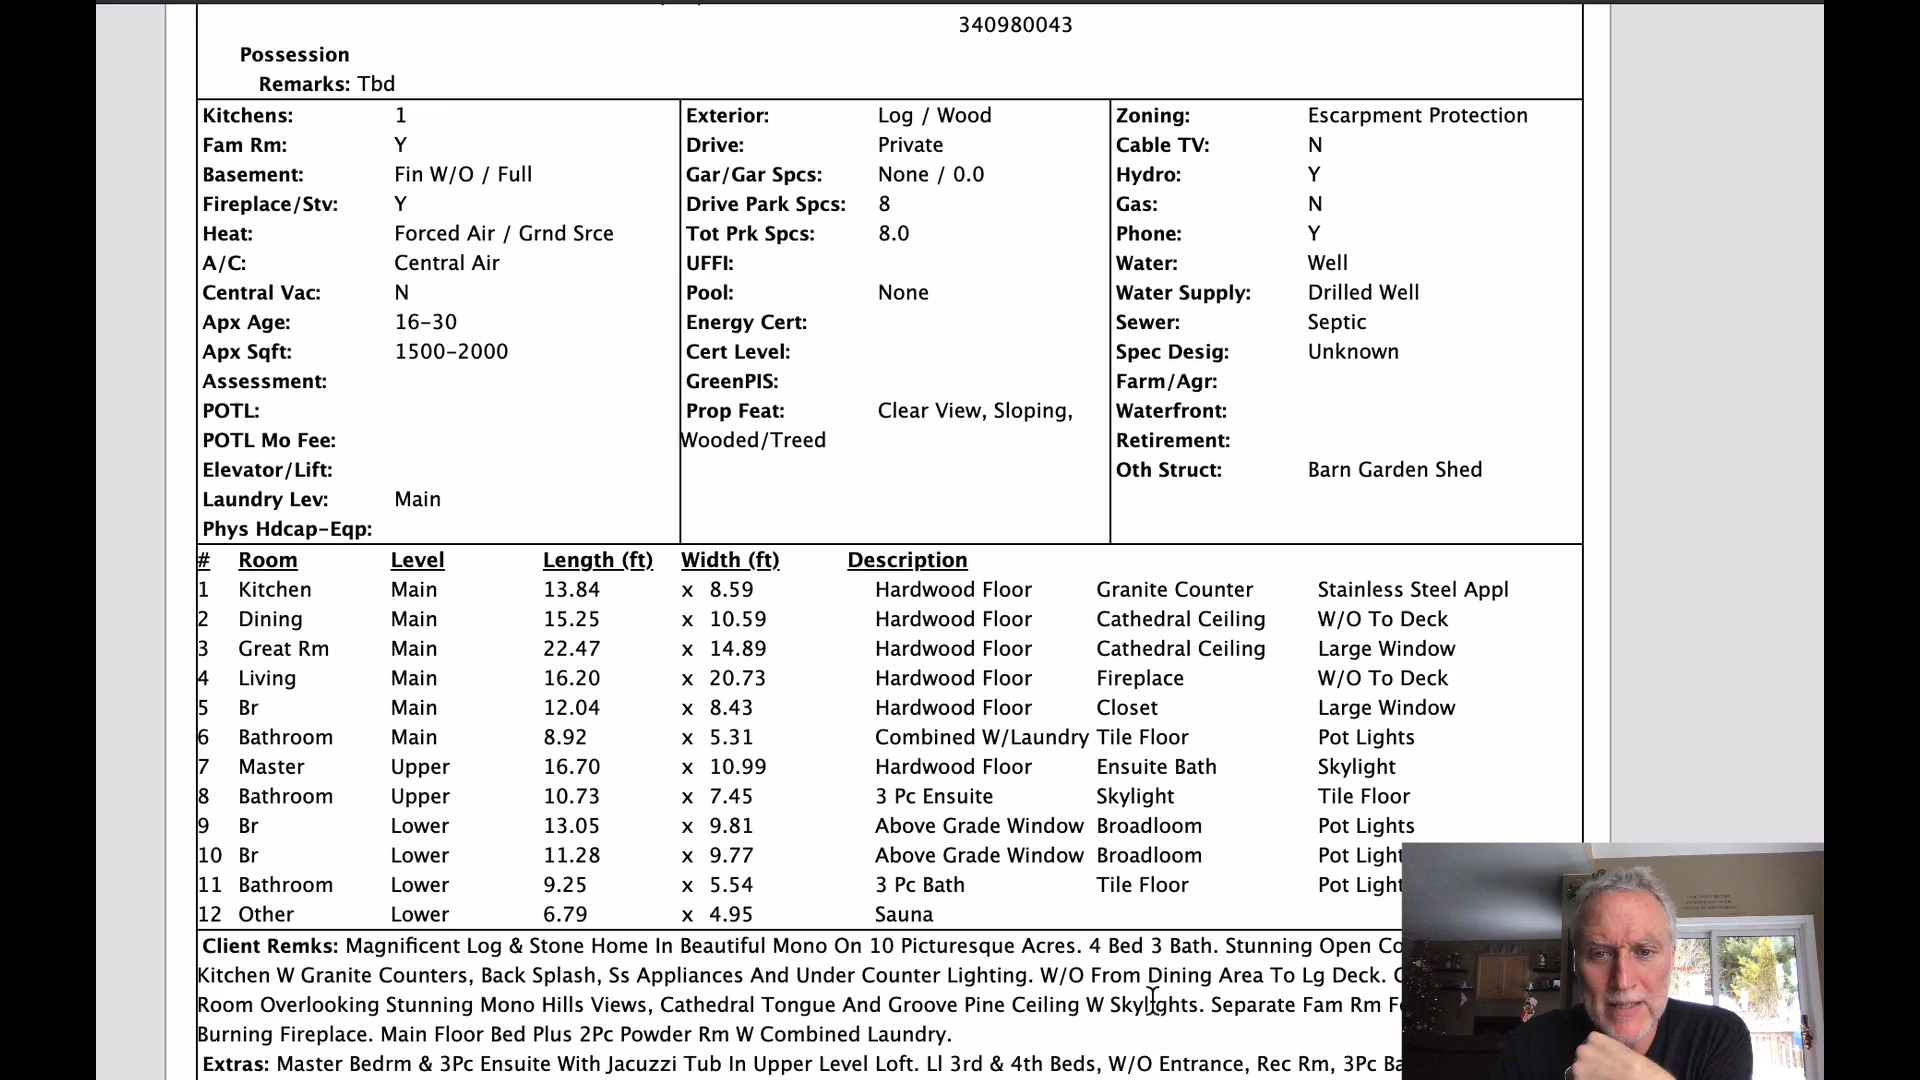 340980043
Possession
Remarks: Tbd
Kitchens: 1 Exterior: Log / Wood Zoning: Escarpment Protection
Fam Rm: Y Drive: Private Cable TV: N
Basement: Fin W/O / Full Gar/Gar Spcs: None / 0.0 Hydro: Y
Fireplace/Stv: Y Drive Park Spcs: 8 Gas: N
Heat: Forced Air / Grnd Srce Tot Prk Spcs: 8.0 Phone: Y
A/C: Central Air UFFI: Water: Well
Central Vac: N Pool: None Water Supply: Drilled Well
Apx Age: 16-30 Energy Cert: Sewer: Septic
Apx Sqft: 1500-2000 Cert Level: Spec Desig: Unknown
Assessment: GreenPIS: Farm/Agr:
POTL: Prop Feat: Clear View, Sloping, Waterfront:
POTL Mo Fee: Wooded/Treed Retirement:
Elevator/Lift: Oth Struct: Barn Garden Shed
Laundry Lev: Main
Phys Hdcap-Eqp:
# Room Level Length (ft) Width (ft) Description
1 Kitchen Main 13.84 x 8.59 Hardwood Floor Granite Counter Stainless Steel Appl
2 Dining Main 15.25 x 10.59 Hardwood Floor Cathedral Ceiling W/O To Deck
3 Great Rm Main 22.47 x 14.89 Hardwood Floor Cathedral Ceiling Large Window
4 Living Main 16.20 x 20.73 Hardwood Floor Fireplace W/O To Deck
5 Br Main 12.04 x 8.43 Hardwood Floor Closet Large Window
6 Bathroom Main 8.92 x 5.31 Combined W/Laundry Tile Floor Pot Lights
7 Master Upper 16.70 x 10.99 Hardwood Floor Ensuite Bath Skylight
8 Bathroom Upper 10.73 x 7.45 3 Pc Ensuite Skylight Tile Floor
9 Br Lower 13.05 x 9.81 Above Grade Window Broadloom Pot Lights
10 Br Lower 11.28 x 9.77 Above Grade Window Broadloom Pot Light
11 Bathroom Lower 9.25 x 5.54 3 Pc Bath Tile Floor Pot Light
12 Other Lower 6.79 x 4.95 Sauna
Client Remks: Magnificent Log & Stone Home In Beautiful Mono On 10 Picturesque Acres. 4 Bed 3 Bath. Stunning Open
Kitchen W Granite Counters, Back Splash, Ss Appliances And Under Counter Lighting. W/O From Dining Area To Lg Deck.
Room Overlooking Stunning Mono Hills Views, Cathedral Tongue And Groove Pine Ceiling W Skylights. Separate Fam Rm
Burning Fireplace. Main Floor Bed Plus 2Pc Powder Rm W Combined Laundry.
Extras: Master Bedrm & 3Pc Ensuite With Jacuzzi Tub In Upper Level Loft. Ll 3rd & 4th Beds, W/O Entrance, Rec Rm, 3Pc